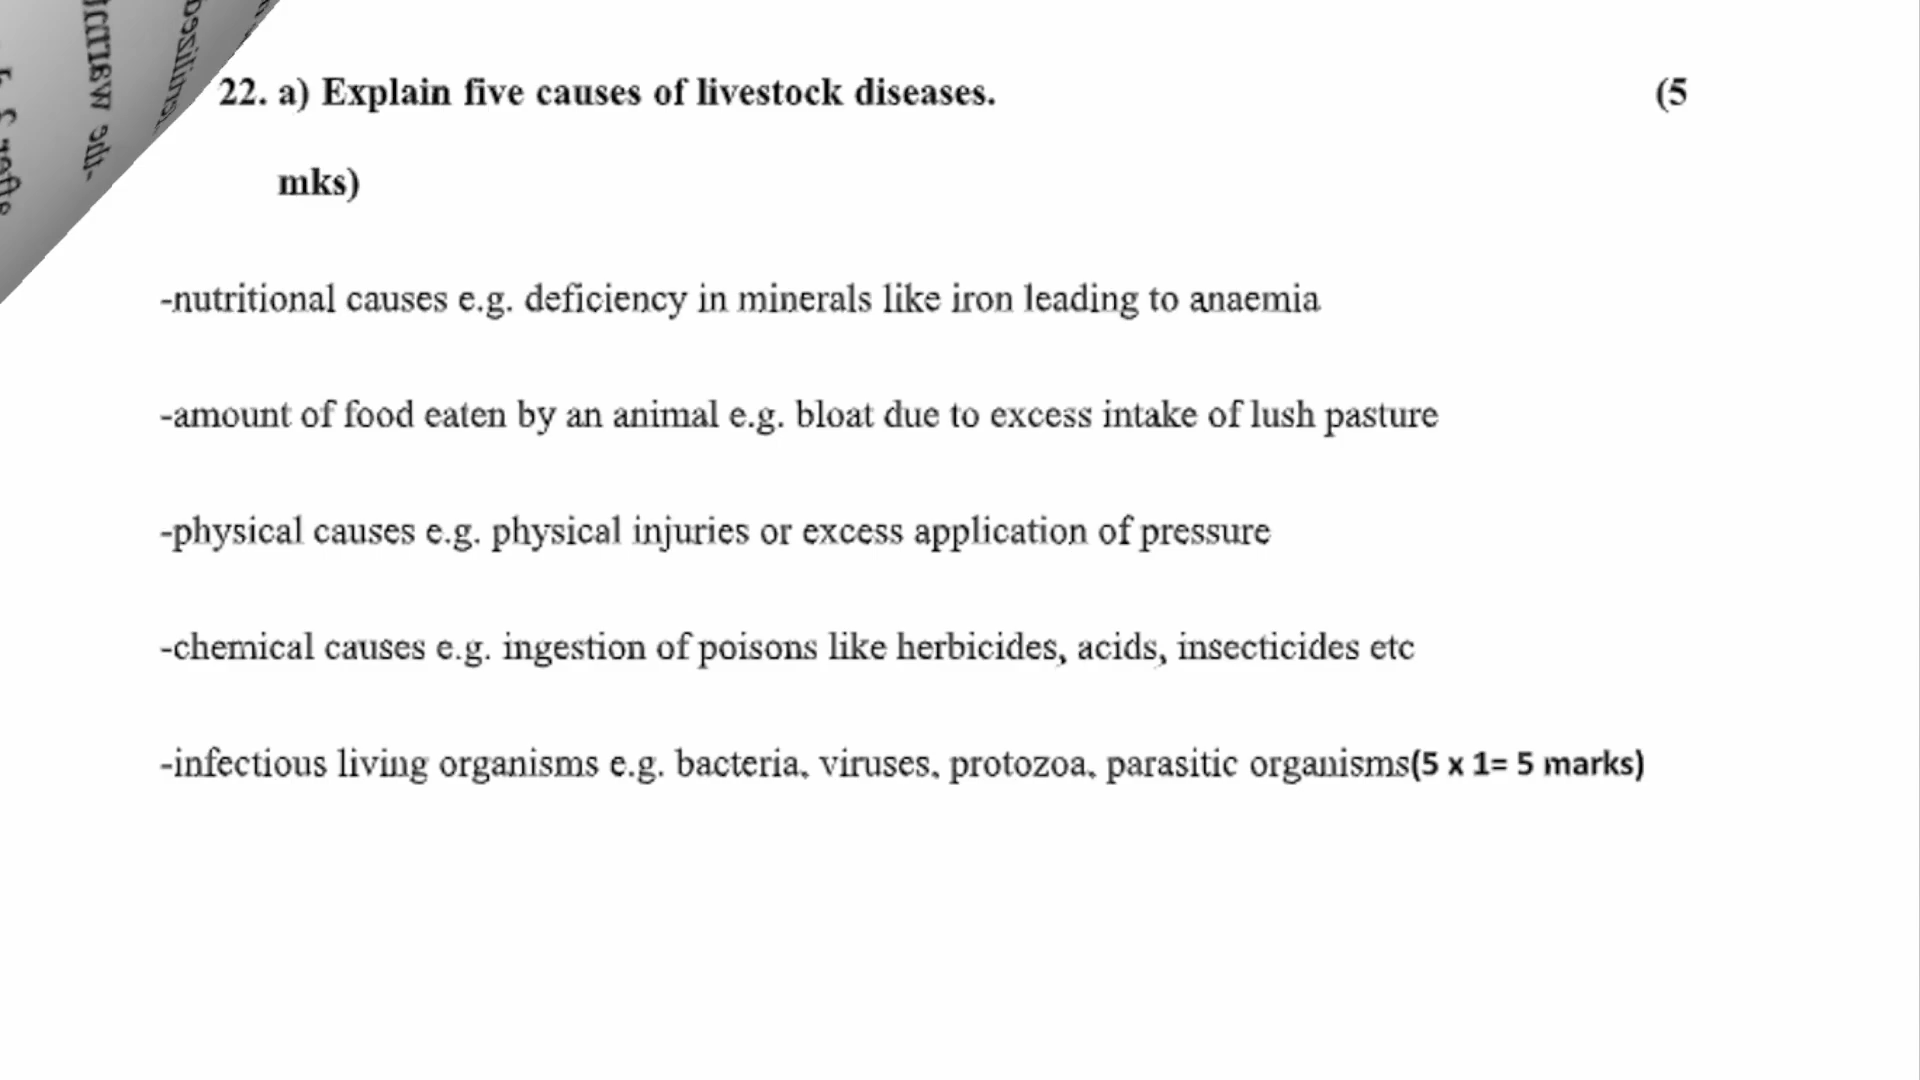 22. a) Explain five causes of livestock diseases. (5
mks)
-nutritional causes e.g. deficiency in minerals like iron leading to anaemia
-amount of food eaten by an animal e.g. bloat due to excess intake of lush pasture
-physical causes e.g. physical injuries or excess application of pressure
-chemical causes e.g. ingestion of poisons like herbicides, acids, insecticides etc
-infectious living organisms e.g. bacteria, viruses, protozoa, parasitic organisms(5 x 1= 5 marks)